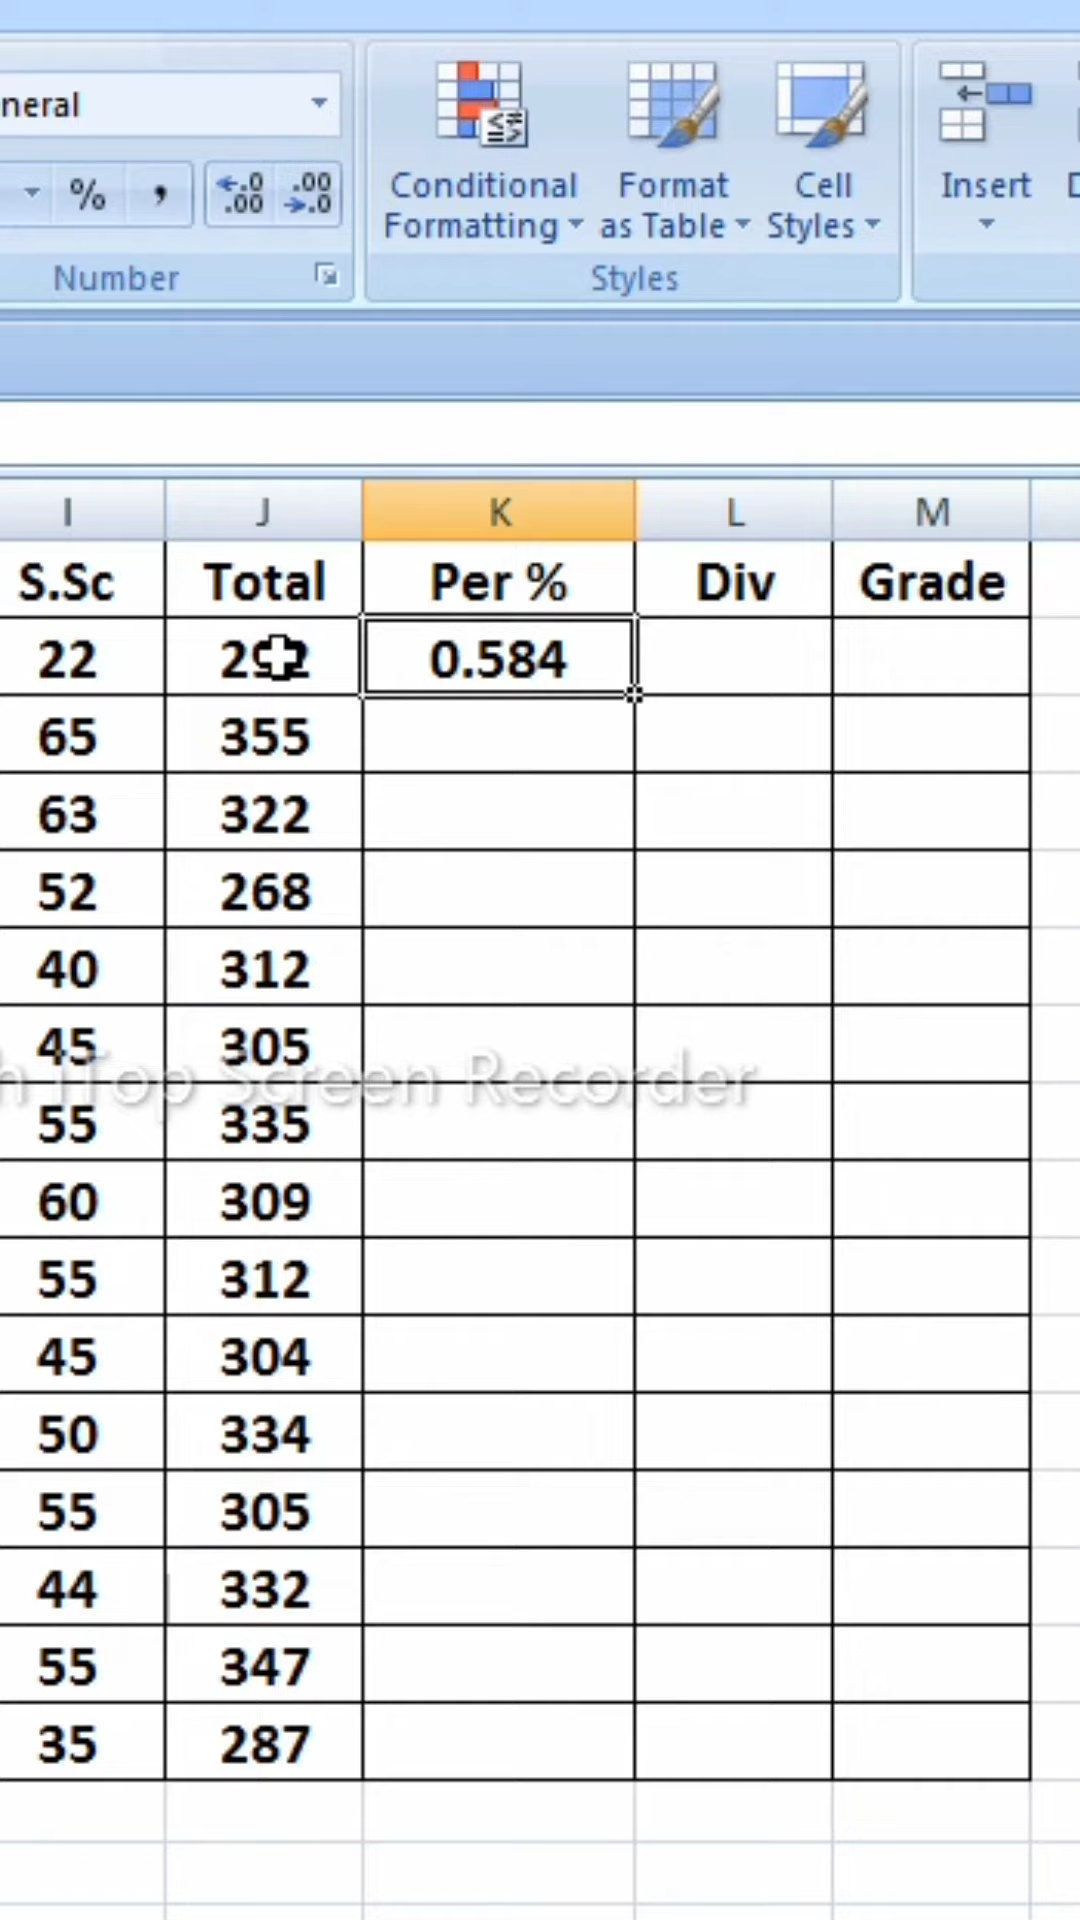 neral
% , .0 .00 .00 .0
Conditional Formatting
Format as Table
Cell Styles
Insert
Number
Styles
I J K L M
S.Sc Total Per % Div Grade
22 292 0.584
65 355
63 322
52 268
40 312
45 305
h iTop Screen Recorder
55 335
60 309
55 312
45 304
50 334
55 305
44 332
55 347
35 287